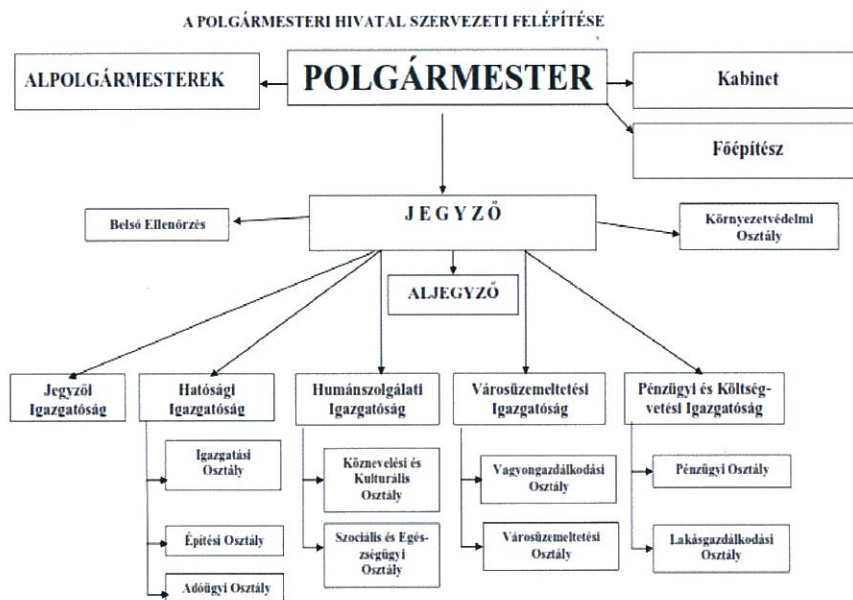 A POLGÁRMESTERI HIVATAL SZERVEZETI FELÉPÍTÉSE
ALPOLGÁRMESTEREK
POLGÁRMESTER
Kabinet
Főépítész
JEGYZŐ
Belső Ellenőrzés
Környezetvédelmi
Osztály
ALJEGYZŐ
Jegyzői
Igazgatóság
Hatósági
Igazgatóság
Humánszolgálati
Igazgatóság
Városüzemeltetési
Igazgatóság
Pénzügyi és Költség-
vetési Igazgatóság
Igazgatási
Osztály
Építési Osztály
Adóügyi Osztály
Köznevelési és
Kulturális
Osztály
Szociális és Egés-
zségügyi
Osztály
Vagyongazdálkodási
Osztály
Városüzemeltetési
Osztály
Pénzügyi Osztály
Lakásgazdálkodási
Osztály